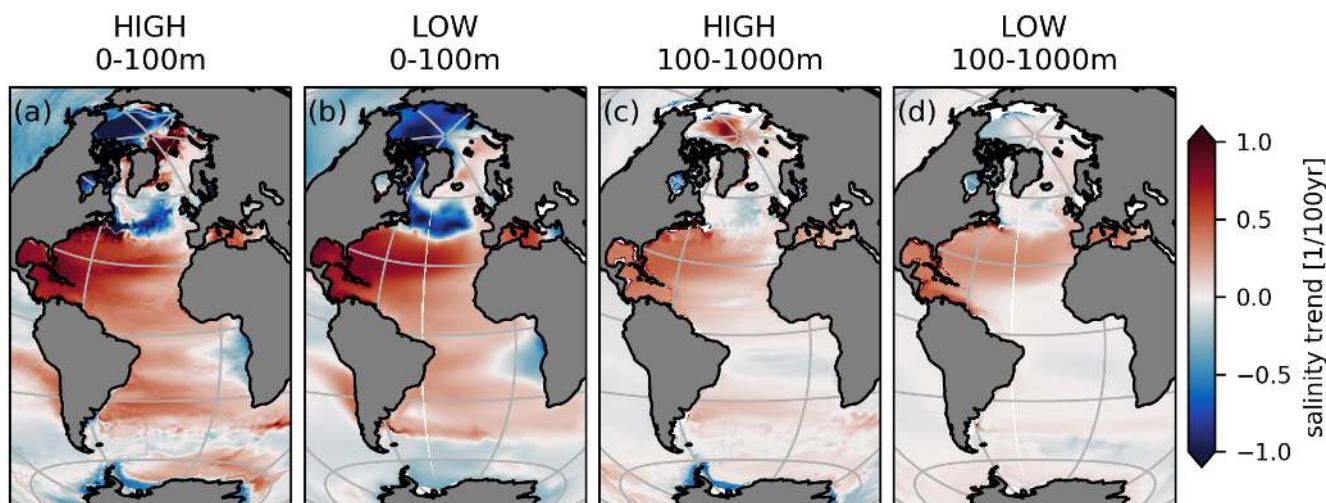 HIGH
0-100m
LOW
0-100m
HIGH
100-1000m
LOW
100-1000m
(a)
(b)
(c)
(d)
1.0
0.5
0.0
−0.5
−1.0
salinity trend [1/100yr]